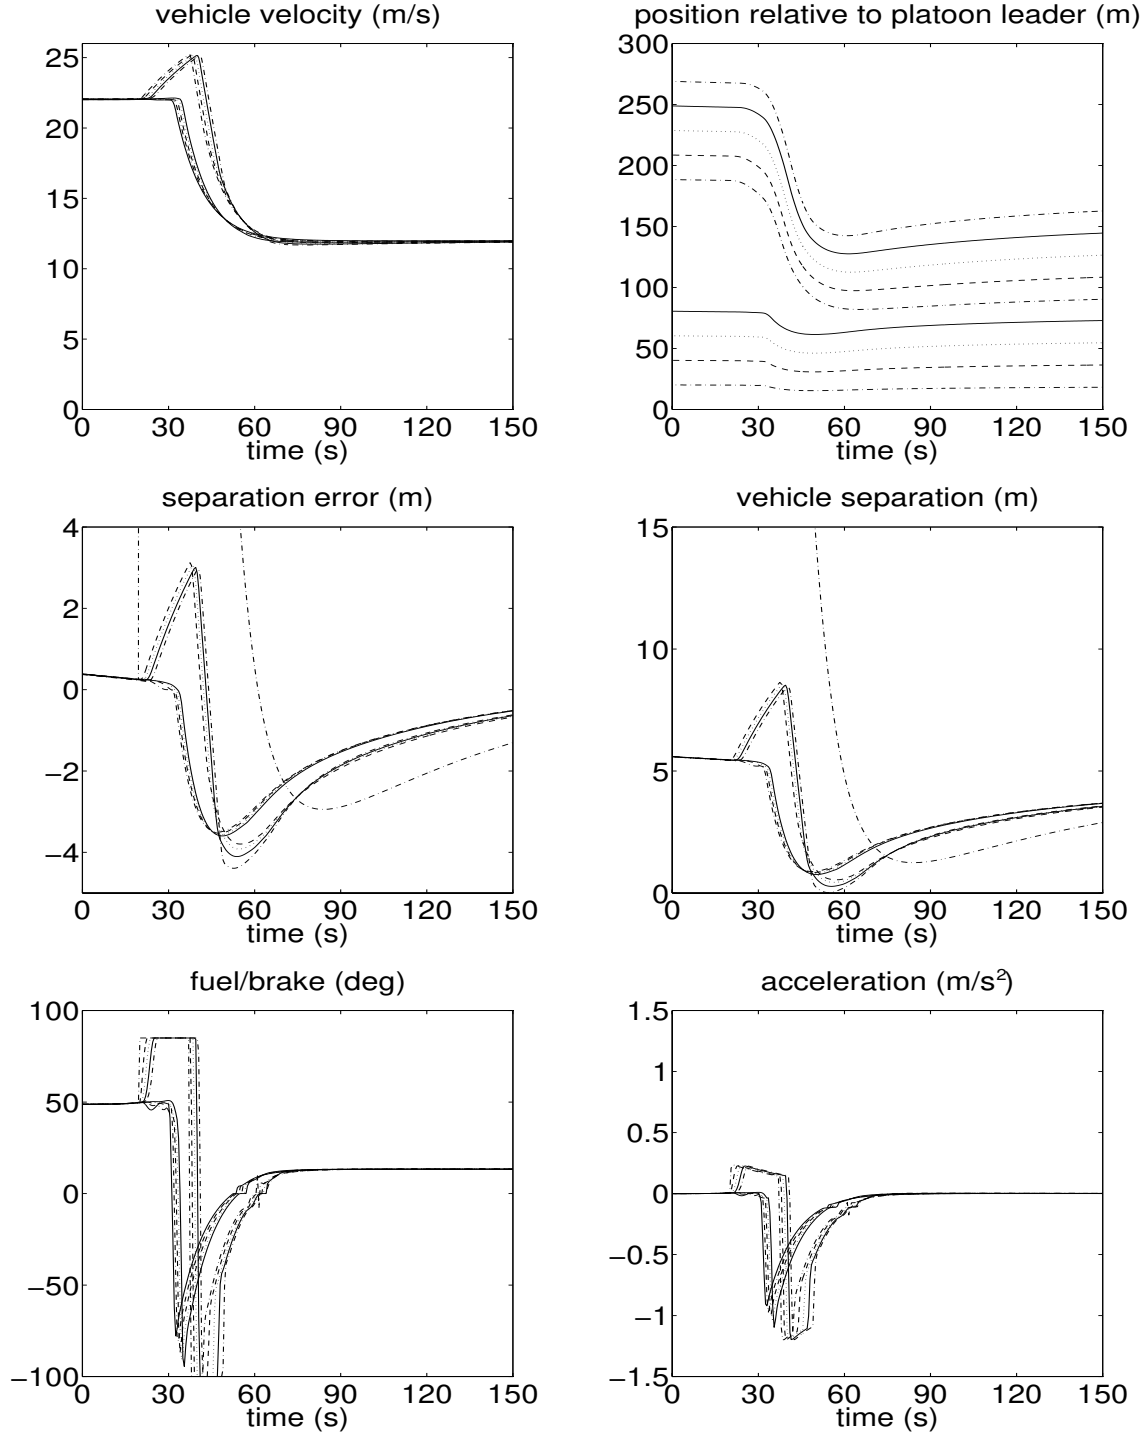 vehicle velocity (m/s)
25
20
15
10
5
0
0 30 60 90 120 150
time (s)
position relative to platoon leader (m)
300
250
200
150
100
50
0
0 30 60 90 120 150
time (s)
separation error (m)
4
2
0
−2
−4
0 30 60 90 120 150
time (s)
vehicle separation (m)
15
10
5
0
0 30 60 90 120 150
time (s)
fuel/brake (deg)
100
50
0
−50
−100
0 30 60 90 120 150
time (s)
acceleration (m/s²)
1.5
1
0.5
0
−0.5
−1
−1.5
0 30 60 90 120 150
time (s)